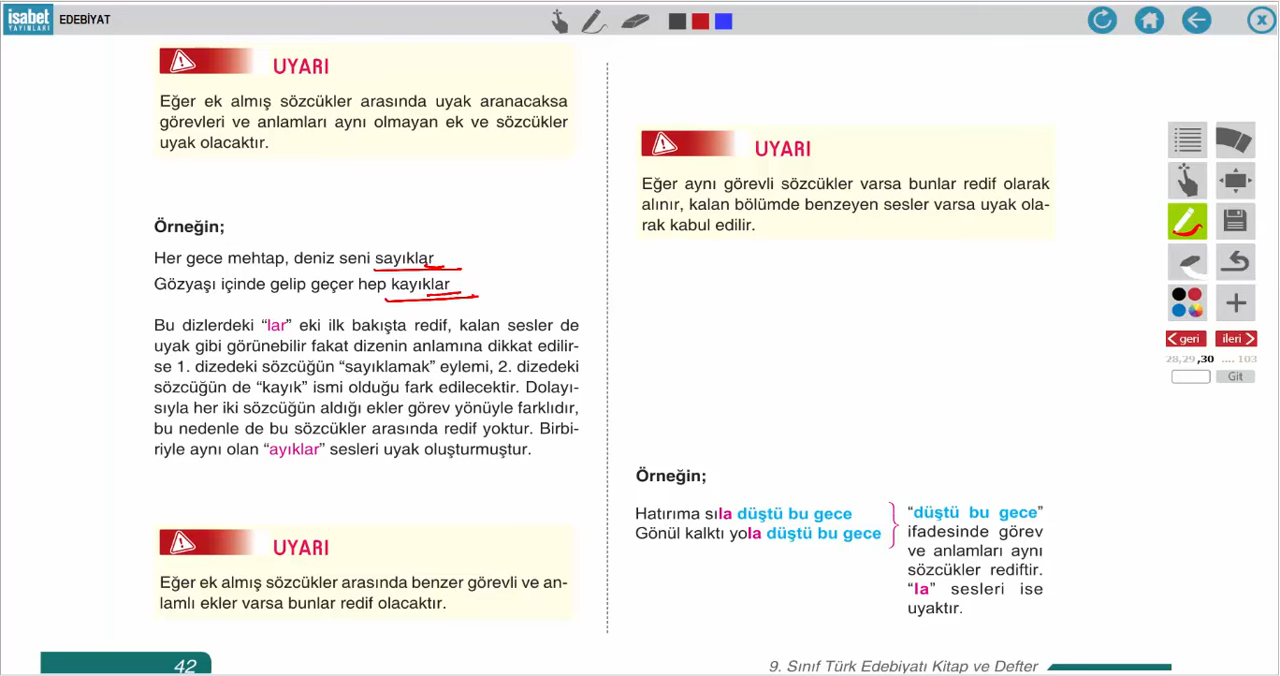 isabet
YAYINLARI
EDEBİYAT
UYARI
Eğer ek almış sözcükler arasında uyak aranacaksa
görevleri ve anlamları aynı olmayan ek ve sözcükler
uyak olacaktır.
Örneğin;
Her gece mehtap, deniz seni sayıklar
Gözyaşı içinde gelip geçer hep kayıklar
Bu dizlerdeki “lar” eki ilk bakışta redif, kalan sesler de
uyak gibi görünebilir fakat dizenin anlamına dikkat edilir-
se 1. dizedeki sözcüğün “sayıklamak” eylemi, 2. dizedeki
sözcüğün de “kayık” ismi olduğu fark edilecektir. Dolayı-
sıyla her iki sözcüğün aldığı ekler görev yönüyle farklıdır,
bu nedenle de bu sözcükler arasında redif yoktur. Birbi-
riyle aynı olan “ayıklar” sesleri uyak oluşturmuştur.
UYARI
Eğer ek almış sözcükler arasında benzer görevli ve an-
lamlı ekler varsa bunlar redif olacaktır.
42
UYARI
Eğer aynı görevli sözcükler varsa bunlar redif olarak
alınır, kalan bölümde benzeyen sesler varsa uyak ola-
rak kabul edilir.
Örneğin;
Hatırıma sıla düştü bu gece
Gönül kalktı yola düştü bu gece
“düştü bu gece”
ifadesinde görev
ve anlamları aynı
sözcükler rediftir.
“la” sesleri ise
uyaktır.
9. Sınıf Türk Edebiyatı Kitap ve Defter
geri
ileri
28,29,30 .... 103
Git